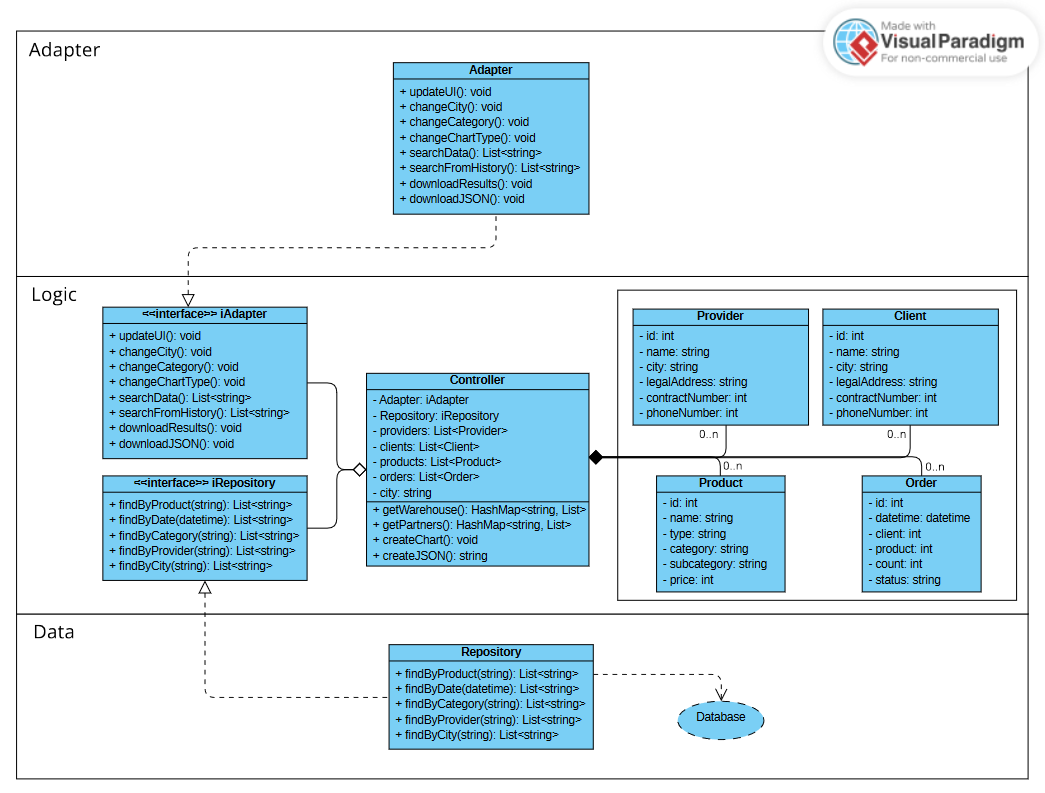 Made with
VisualParadigm
For non-commercial use
Adapter
Adapter
+ updateUI(): void
+ changeCity(): void
+ changeCategory(): void
+ changeChartType(): void
+ searchData(): List<string>
+ searchFromHistory(): List<string>
+ downloadResults(): void
+ downloadJSON(): void
Logic
<<interface>> iAdapter
+ updateUI(): void
+ changeCity(): void
+ changeCategory(): void
+ changeChartType(): void
+ searchData(): List<string>
+ searchFromHistory(): List<string>
+ downloadResults(): void
+ downloadJSON(): void
<<interface>> iRepository
+ findByProduct(string): List<string>
+ findByDate(datetime): List<string>
+ findByCategory(string): List<string>
+ findByProvider(string): List<string>
+ findByCity(string): List<string>
Controller
- Adapter: iAdapter
- Repository: iRepository
- providers: List<Provider>
- clients: List<Client>
- products: List<Product>
- orders: List<Order>
- city: string
+ getWarehouse(): HashMap<string, List>
+ getPartners(): HashMap<string, List>
+ createChart(): void
+ createJSON(): string
Provider
- id: int
- name: string
- city: string
- legalAddress: string
- contractNumber: int
- phoneNumber: int
Client
- id: int
- name: string
- city: string
- legalAddress: string
- contractNumber: int
- phoneNumber: int
0..n
0..n
0..n
0..n
Product
- id: int
- name: string
- type: string
- category: string
- subcategory: string
- price: int
Order
- id: int
- datetime: datetime
- client: int
- product: int
- count: int
- status: string
Data
Repository
+ findByProduct(string): List<string>
+ findByDate(datetime): List<string>
+ findByCategory(string): List<string>
+ findByProvider(string): List<string>
+ findByCity(string): List<string>
Database